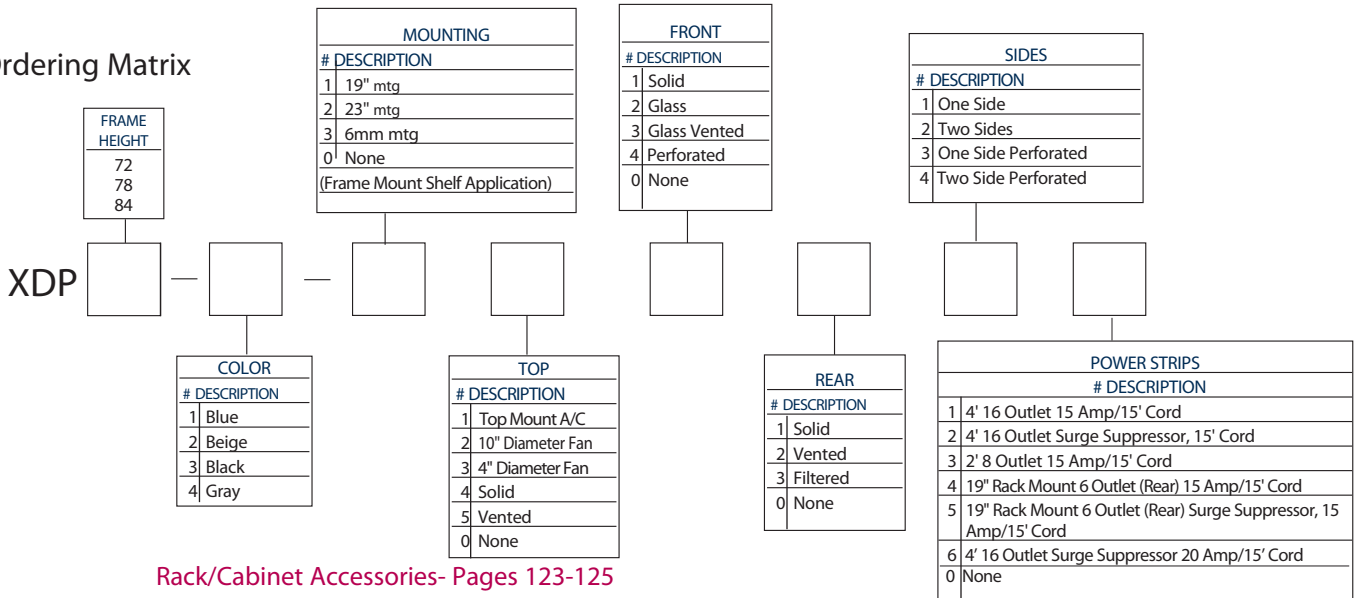 rdering Matrix
FRAME
HEIGHT
72
78
84
MOUNTING
# DESCRIPTION
1 19" mtg
2 23" mtg
3 6mm mtg
0 None
(Frame Mount Shelf Application)
FRONT
# DESCRIPTION
1 Solid
2 Glass
3 Glass Vented
4 Perforated
0 None
SIDES
# DESCRIPTION
1 One Side
2 Two Sides
3 One Side Perforated
4 Two Side Perforated
XDP — —
COLOR
# DESCRIPTION
1 Blue
2 Beige
3 Black
4 Gray
TOP
# DESCRIPTION
1 Top Mount A/C
2 10" Diameter Fan
3 4" Diameter Fan
4 Solid
5 Vented
0 None
REAR
# DESCRIPTION
1 Solid
2 Vented
3 Filtered
0 None
POWER STRIPS
# DESCRIPTION
1 4' 16 Outlet 15 Amp/15' Cord
2 4' 16 Outlet Surge Suppressor, 15' Cord
3 2' 8 Outlet 15 Amp/15' Cord
4 19" Rack Mount 6 Outlet (Rear) 15 Amp/15' Cord
5 19" Rack Mount 6 Outlet (Rear) Surge Suppressor, 15
Amp/15' Cord
6 4′ 16 Outlet Surge Suppressor 20 Amp/15′ Cord
0 None
Rack/Cabinet Accessories- Pages 123-125